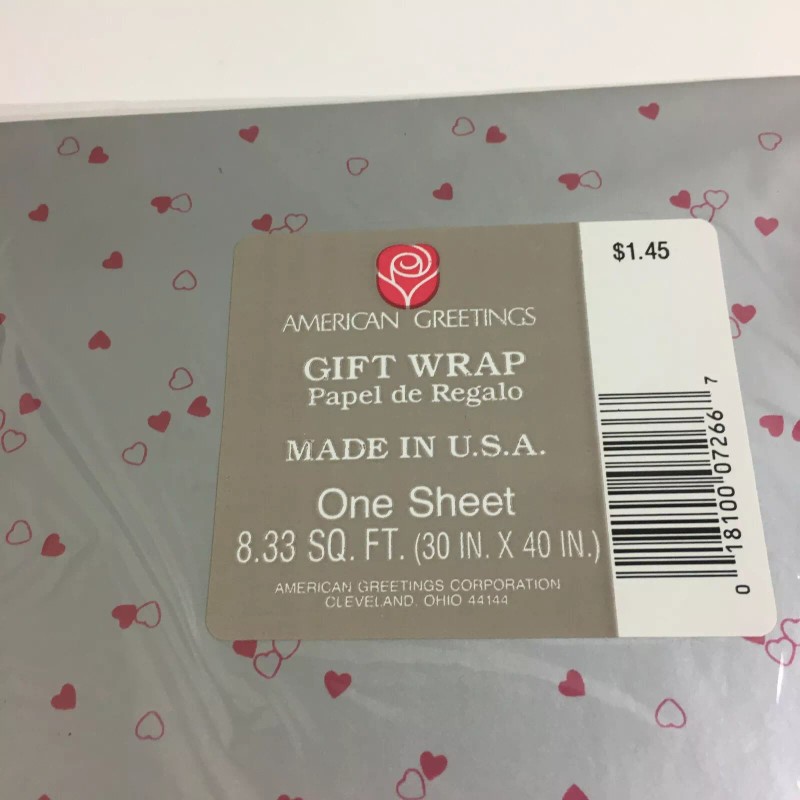 $1.45
AMERICAN GREETINGS
GIFT WRAP
Papel de Regalo
MADE IN U.S.A.
One Sheet
8.33 SQ. FT. (30 IN. X 40 IN.)
AMERICAN GREETINGS CORPORATION
CLEVELAND, OHIO 44144
0 18100 07266 7